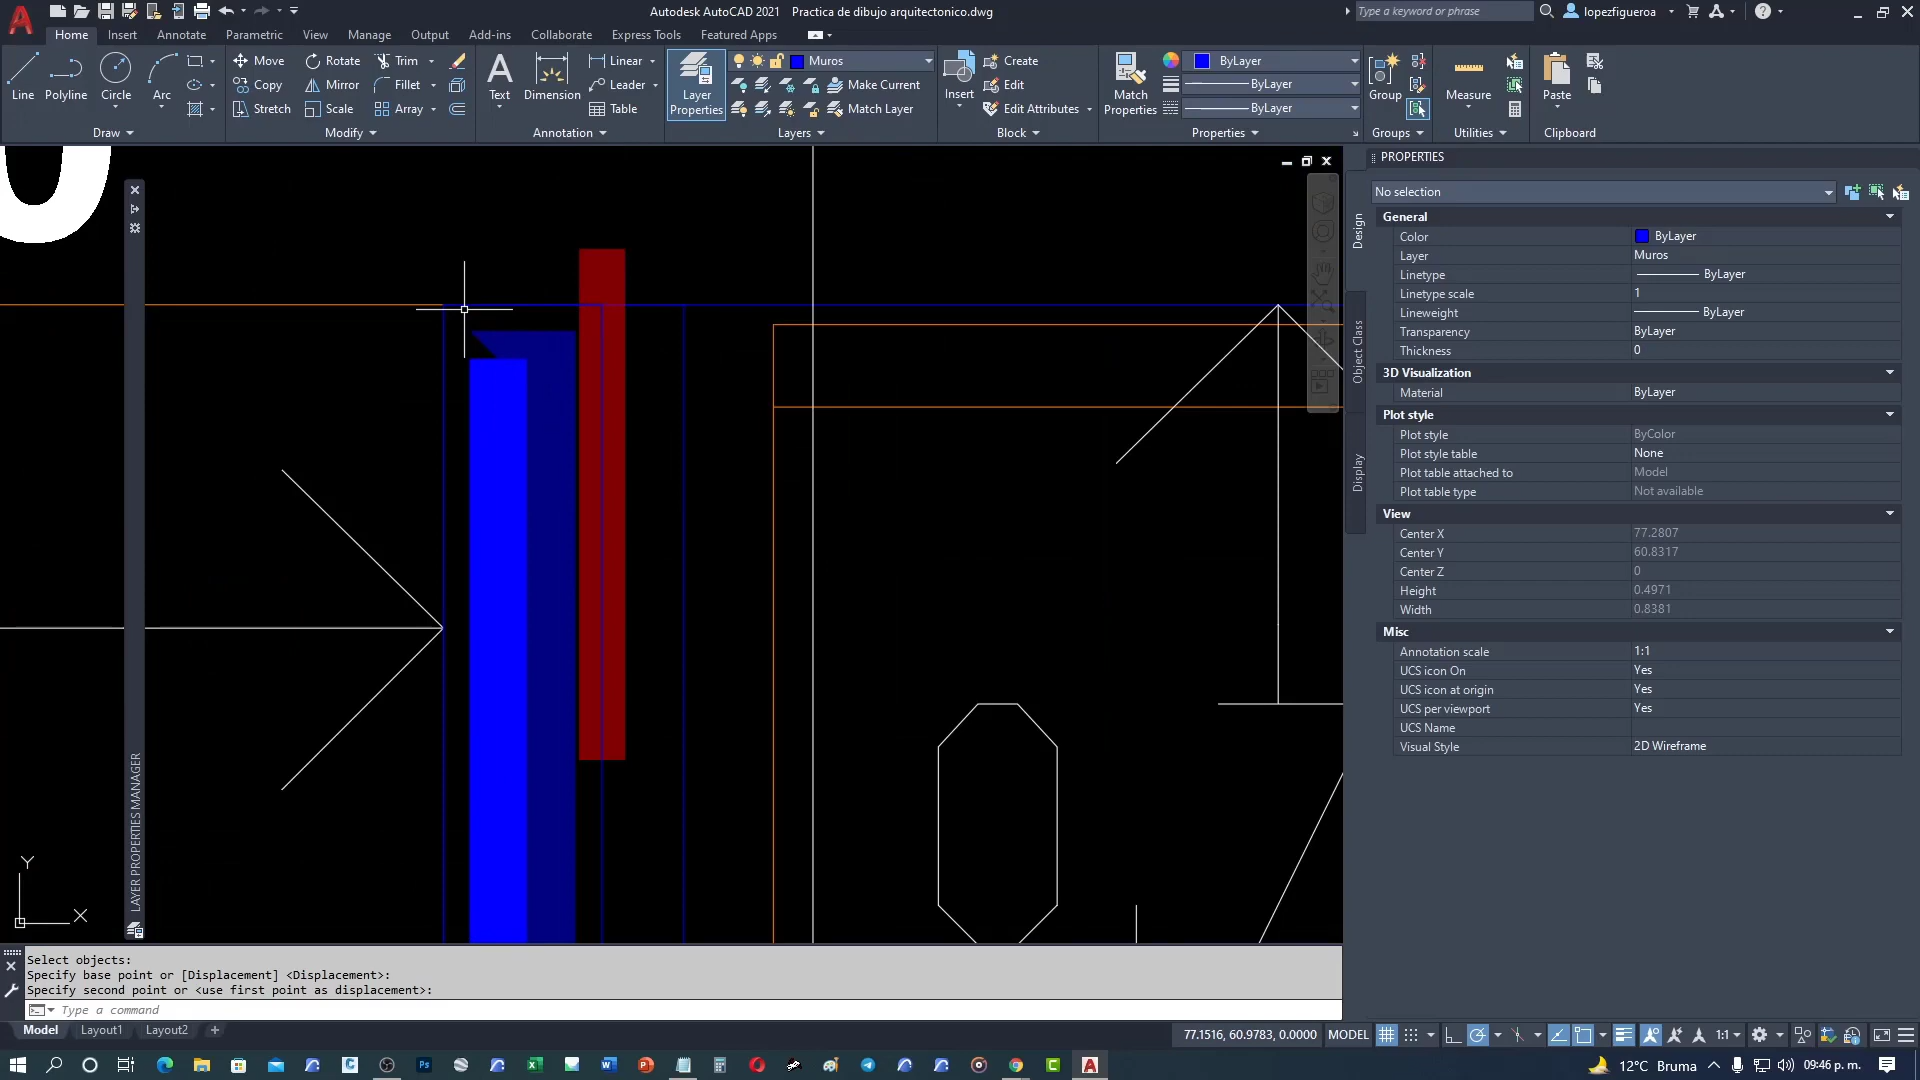 Autodesk AutoCAD 2021 Practica de dibujo arquitectonico.dwg
Type a keyword or phrase
lopezfigueroa
Home Insert Annotate Parametric View Manage Output Add-ins Collaborate Express Tools Featured Apps
Line
Polyline
Circle
Arc
Draw
Move
Copy
Stretch
Rotate
Mirror
Scale
Trim
Fillet
Array
Modify
Text
Dimension
Linear
Leader
Table
Annotation
Layer
Properties
Muros
Make Current
Match Layer
Layers
Insert
Create
Edit
Edit Attributes
Block
Match
Properties
ByLayer
ByLayer
ByLayer
Properties
Group
Groups
Measure
Utilities
Paste
Clipboard
LAYER PROPERTIES MANAGER
Y
X
PROPERTIES
No selection
Design
Object Class
Display
General
Color ByLayer
Layer Muros
Linetype ByLayer
Linetype scale 1
Lineweight ByLayer
Transparency ByLayer
Thickness 0
3D Visualization
Material ByLayer
Plot style
Plot style ByColor
Plot style table None
Plot table attached to Model
Plot table type Not available
View
Center X 77.2807
Center Y 60.8317
Center Z 0
Height 0.4971
Width 0.8381
Misc
Annotation scale 1:1
UCS icon On Yes
UCS icon at origin Yes
UCS per viewport Yes
UCS Name
Visual Style 2D Wireframe
Select objects:
Specify base point or [Displacement] <Displacement>:
Specify second point or <use first point as displacement>:
Type a command
Model Layout1 Layout2
77.1516, 60.9783, 0.0000 MODEL 1:1
12°C Bruma 09:46 p. m.